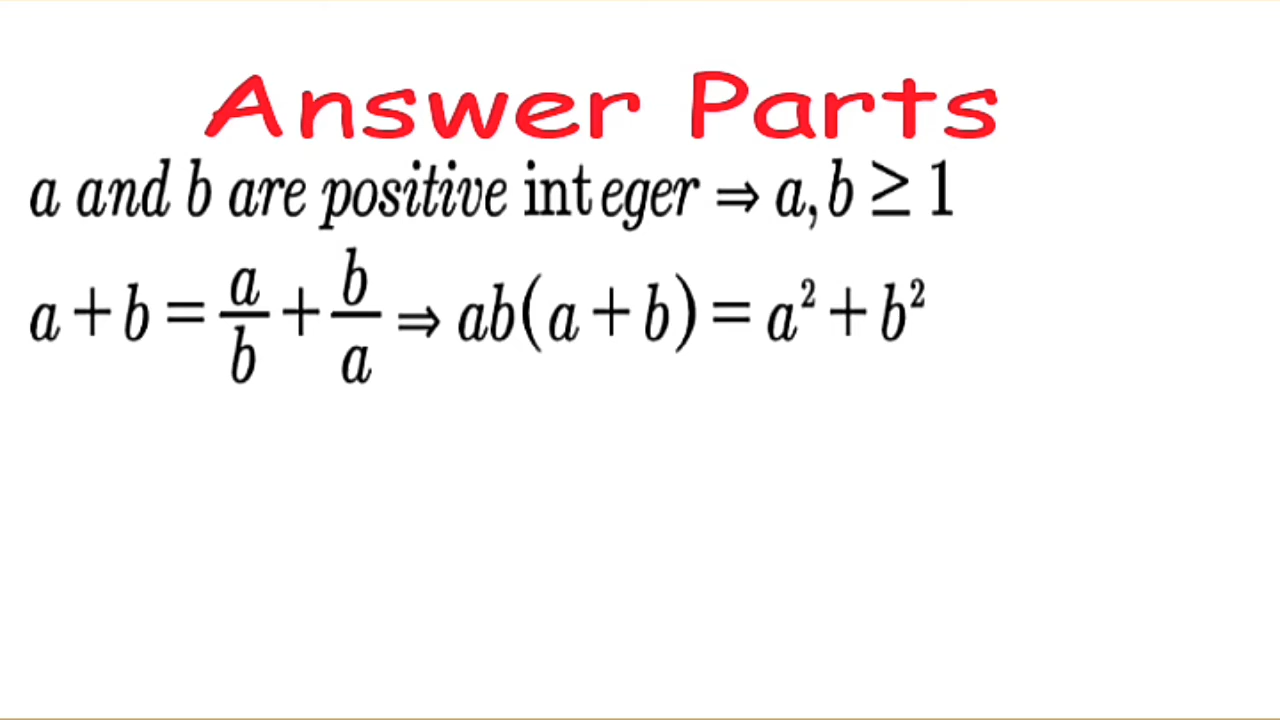 Answer Parts
a and b are positive integer ⇒ a, b ≥ 1
a + b = a/b + b/a ⇒ ab(a + b) = a² + b²